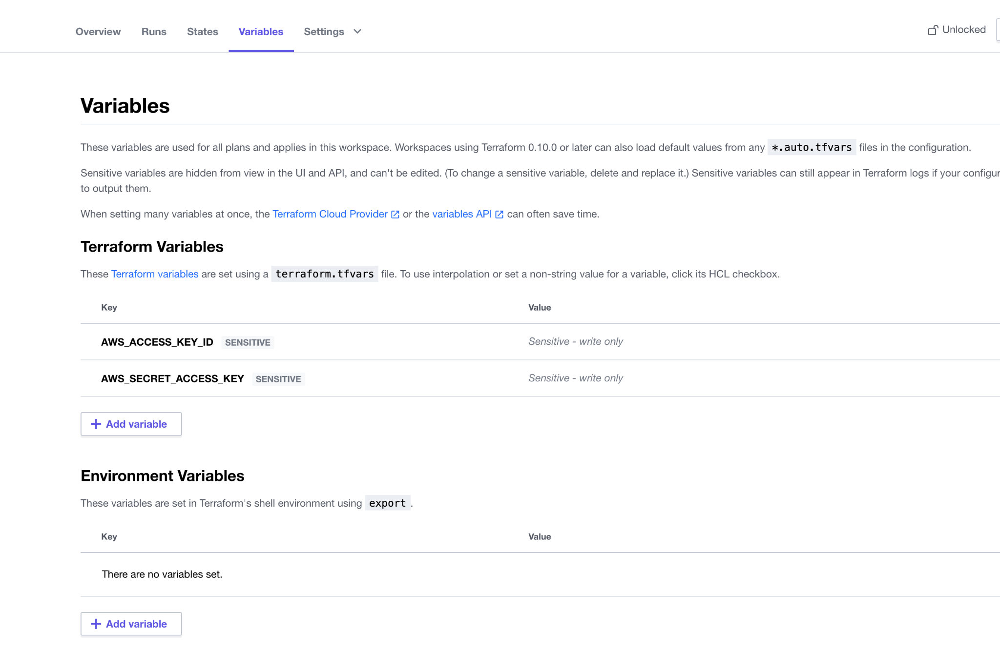 Overview Runs States Variables Settings Unlocked
Variables
These variables are used for all plans and applies in this workspace. Workspaces using Terraform 0.10.0 or later can also load default values from any *.auto.tfvars files in the configuration.
Sensitive variables are hidden from view in the UI and API, and can't be edited. (To change a sensitive variable, delete and replace it.) Sensitive variables can still appear in Terraform logs if your configur
to output them.
When setting many variables at once, the Terraform Cloud Provider or the variables API can often save time.
Terraform Variables
These Terraform variables are set using a terraform.tfvars file. To use interpolation or set a non-string value for a variable, click its HCL checkbox.
Key Value
AWS_ACCESS_KEY_ID SENSITIVE Sensitive - write only
AWS_SECRET_ACCESS_KEY SENSITIVE Sensitive - write only
+ Add variable
Environment Variables
These variables are set in Terraform's shell environment using export.
Key Value
There are no variables set.
+ Add variable